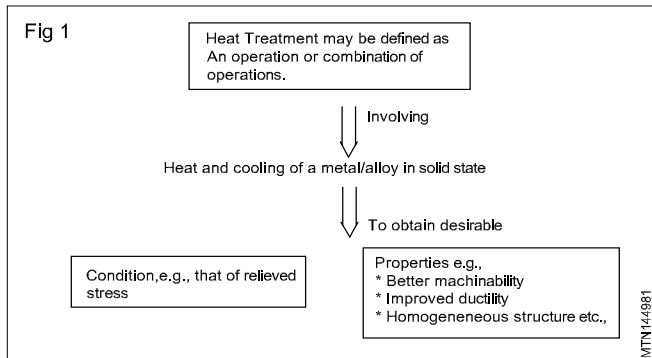 Fig 1
Heat Treatment may be defined as
An operation or combination of
operations.
Involving
Heat and cooling of a metal/alloy in solid state
To obtain desirable
Condition,e.g., that of relieved
stress
Properties e.g.,
* Better machinability
* Improved ductility
* Homogeneneous structure etc.,
MTN144981